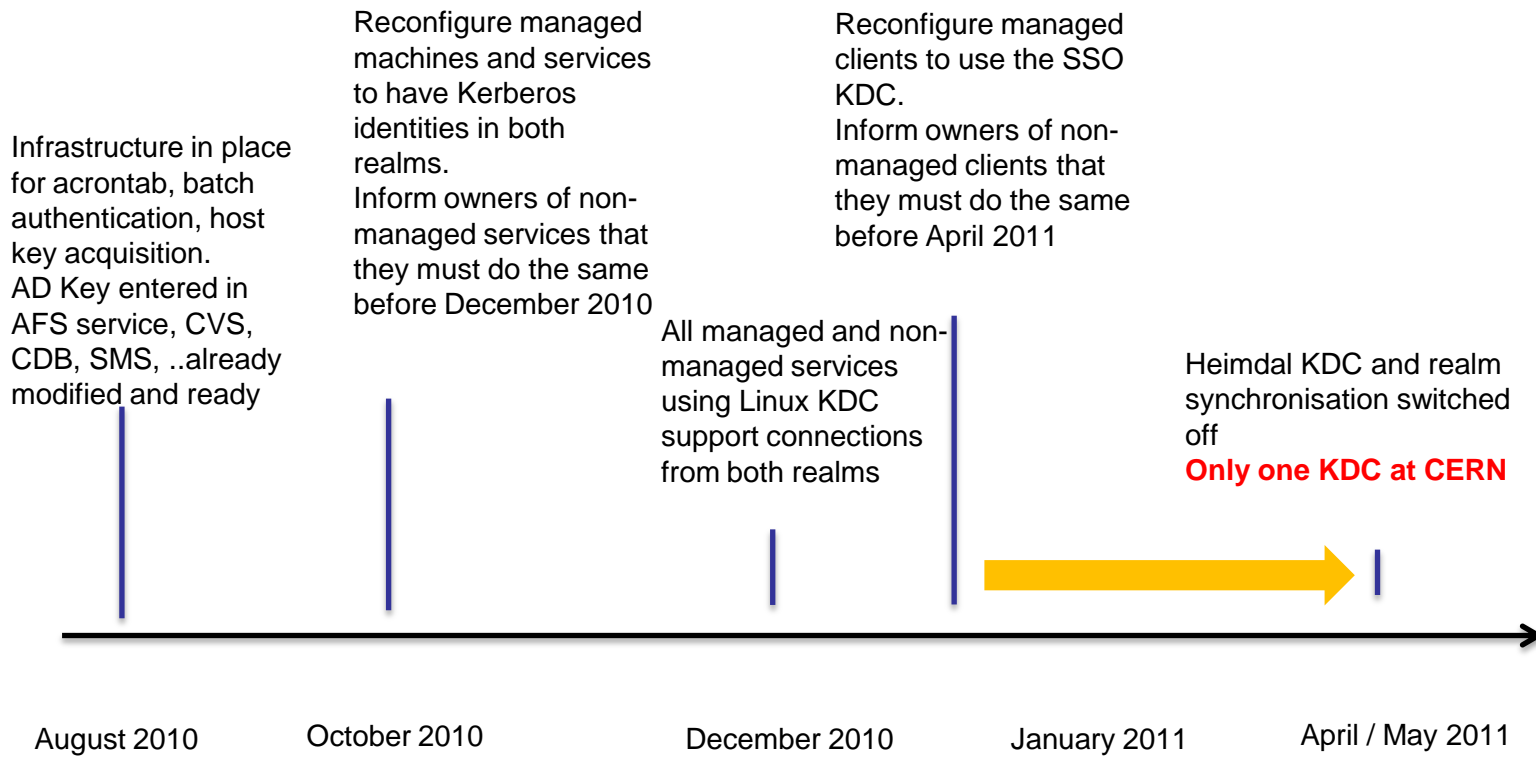 Infrastructure in place
for acrontab, batch
authentication, host
key acquisition.
AD Key entered in
AFS service, CVS,
CDB, SMS, ..already
modified and ready
Reconfigure managed
machines and services
to have Kerberos
identities in both
realms.
Inform owners of non-
managed services that
they must do the same
before December 2010
All managed and non-
managed services
using Linux KDC
support connections
from both realms
Reconfigure managed
clients to use the SSO
KDC.
Inform owners of non-
managed clients that
they must do the same
before April 2011
Heimdal KDC and realm
synchronisation switched
off
Only one KDC at CERN
August 2010
October 2010
December 2010
January 2011
April / May 2011